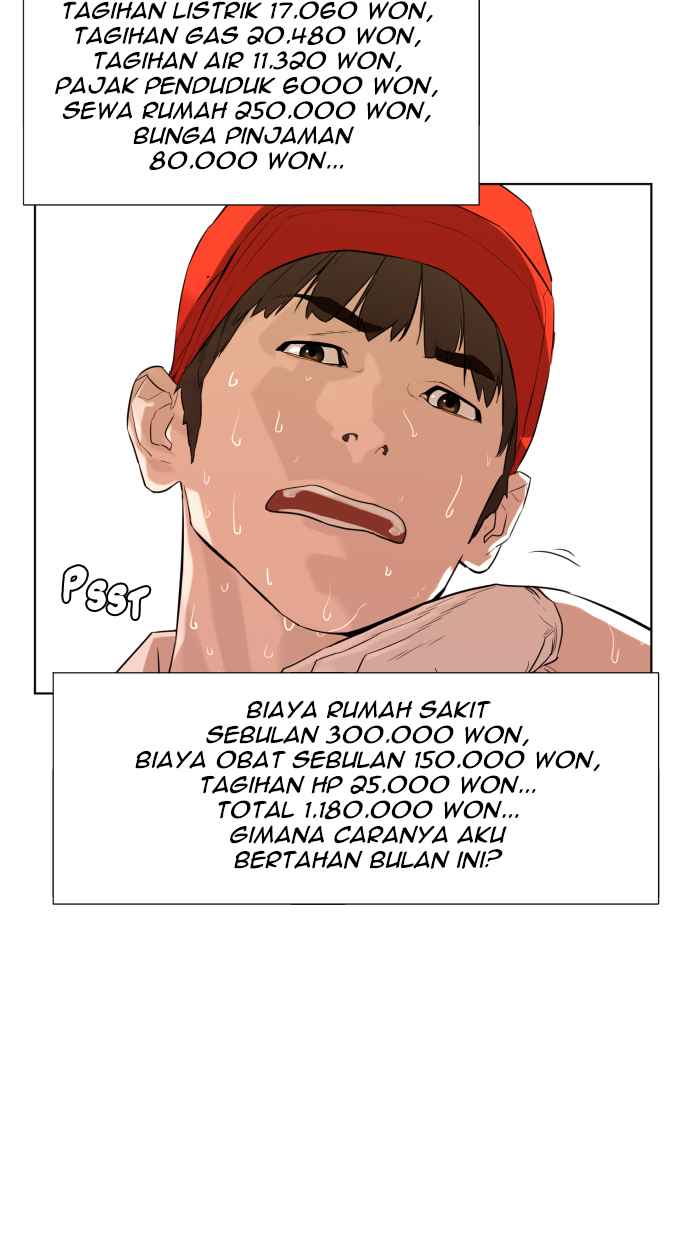 TAGIHAN LISTRIK 17.060 WON,
TAGIHAN GAS 20.480 WON,
TAGIHAN AIR 11.320 WON,
PAJAK PENDUDUK 6000 WON,
SEWA RUMAH 250.000 WON,
BUNGA PINJAMAN
80.000 WON...
PSST
BIAYA RUMAH SAKIT
SEBULAN 300.000 WON,
BIAYA OBAT SEBULAN 150.000 WON,
TAGIHAN HP 25.000 WON...
TOTAL 1.180.000 WON...
GIMANA CARANYA AKU
BERTAHAN BULAN INI?